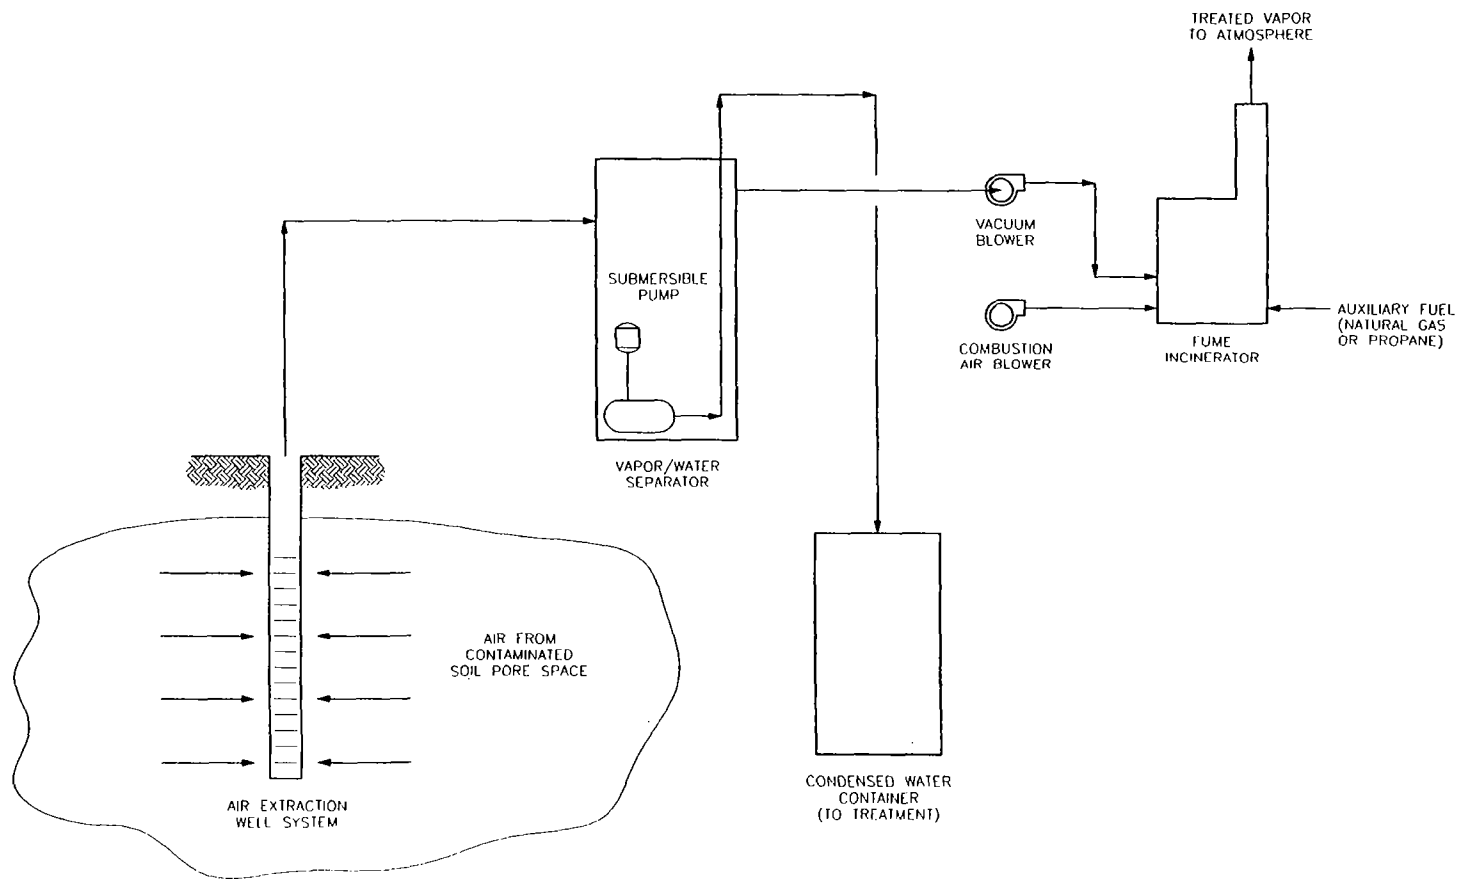 TREATED VAPOR
TO ATMOSPHERE
VACUUM
BLOWER
SUBMERSIBLE
PUMP
AUXILIARY FUEL
(NATURAL GAS
OR PROPANE)
COMBUSTION
AIR BLOWER
FUME
INCINERATOR
VAPOR/WATER
SEPARATOR
AIR FROM
CONTAMINATED
SOIL PORE SPACE
AIR EXTRACTION
WELL SYSTEM
CONDENSED WATER
CONTAINER
(TO TREATMENT)